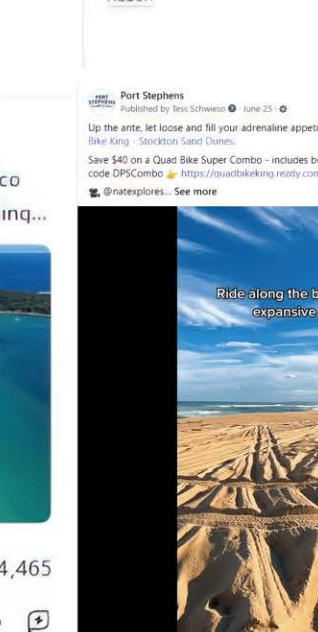 Port Stephens
Published by Tess Schwieso · June 25 ·
Up the ante, let loose and fill your adrenaline appeti
Bike King - Stockton Sand Dunes.
Save $40 on a Quad Bike Super Combo - includes b
code DPSCombo 👉 https://quadbikeking.rezdy.com
🎥 @natexplores... See more
co
ing...
Ride along the b
expansive
4,465